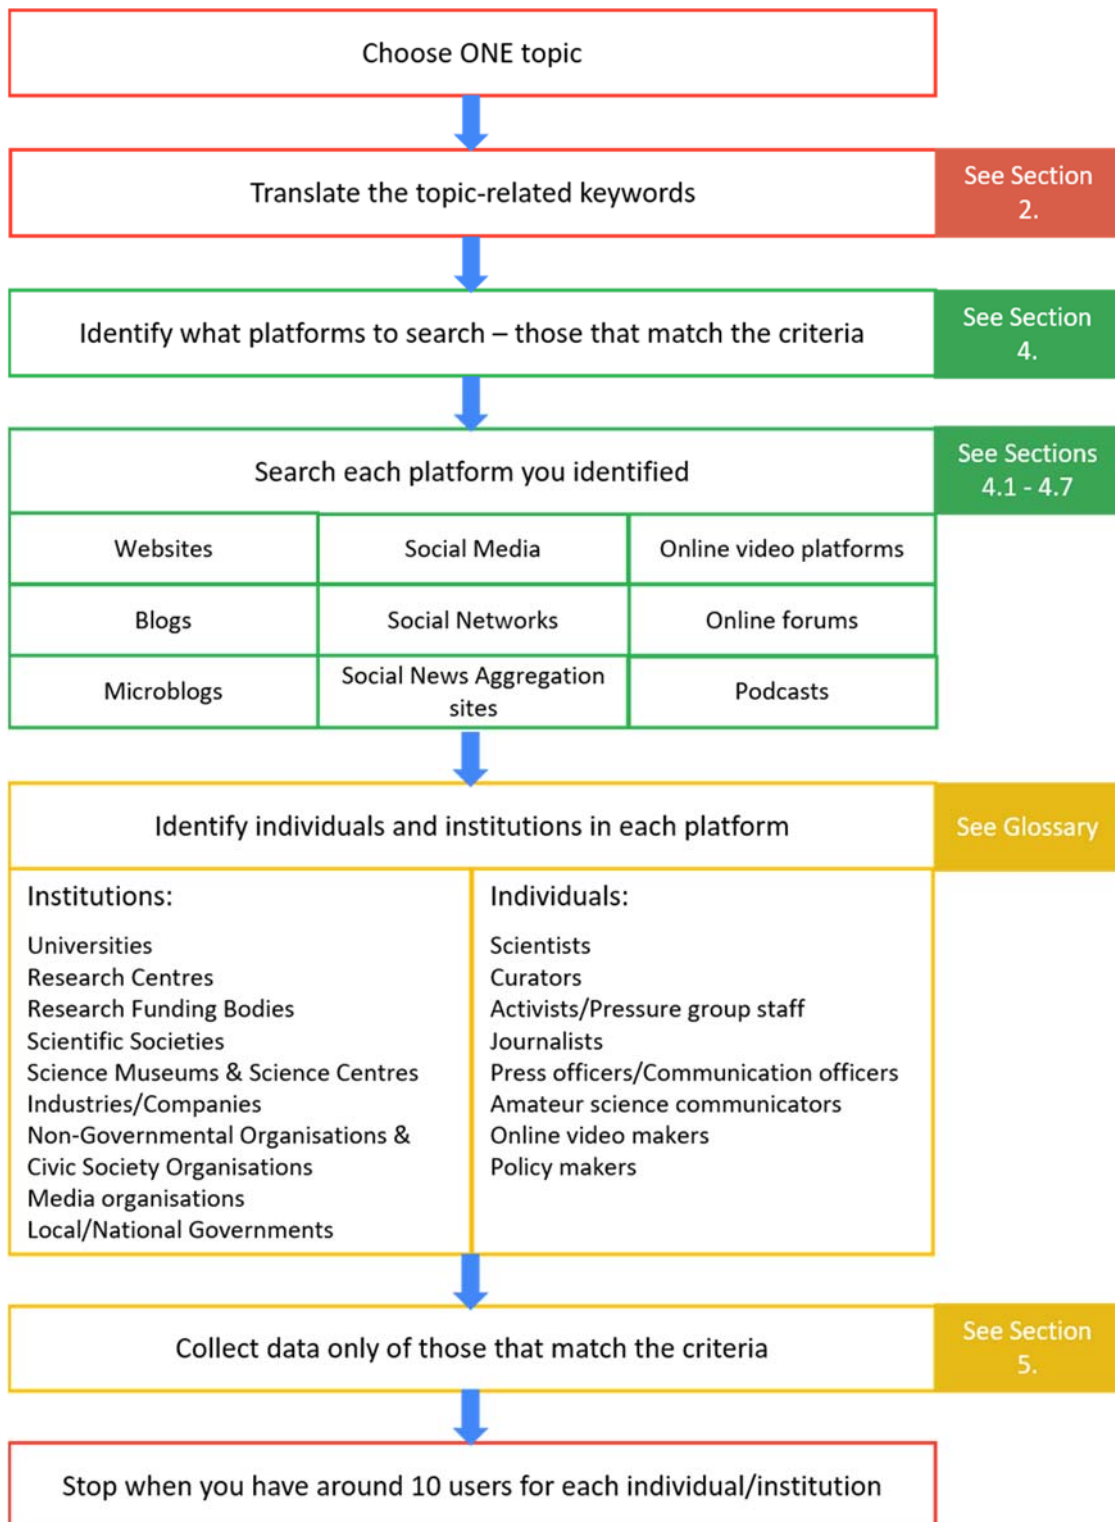 Choose ONE topic
Translate the topic-related keywords
See Section
2.
Identify what platforms to search – those that match the criteria
See Section
4.
Search each platform you identified
See Sections
4.1 - 4.7
Websites
Social Media
Online video platforms
Blogs
Social Networks
Online forums
Microblogs
Social News Aggregation
sites
Podcasts
Identify individuals and institutions in each platform
See Glossary
Institutions:
Universities
Research Centres
Research Funding Bodies
Scientific Societies
Science Museums & Science Centres
Industries/Companies
Non-Governmental Organisations &
Civic Society Organisations
Media organisations
Local/National Governments
Individuals:
Scientists
Curators
Activists/Pressure group staff
Journalists
Press officers/Communication officers
Amateur science communicators
Online video makers
Policy makers
Collect data only of those that match the criteria
See Section
5.
Stop when you have around 10 users for each individual/institution